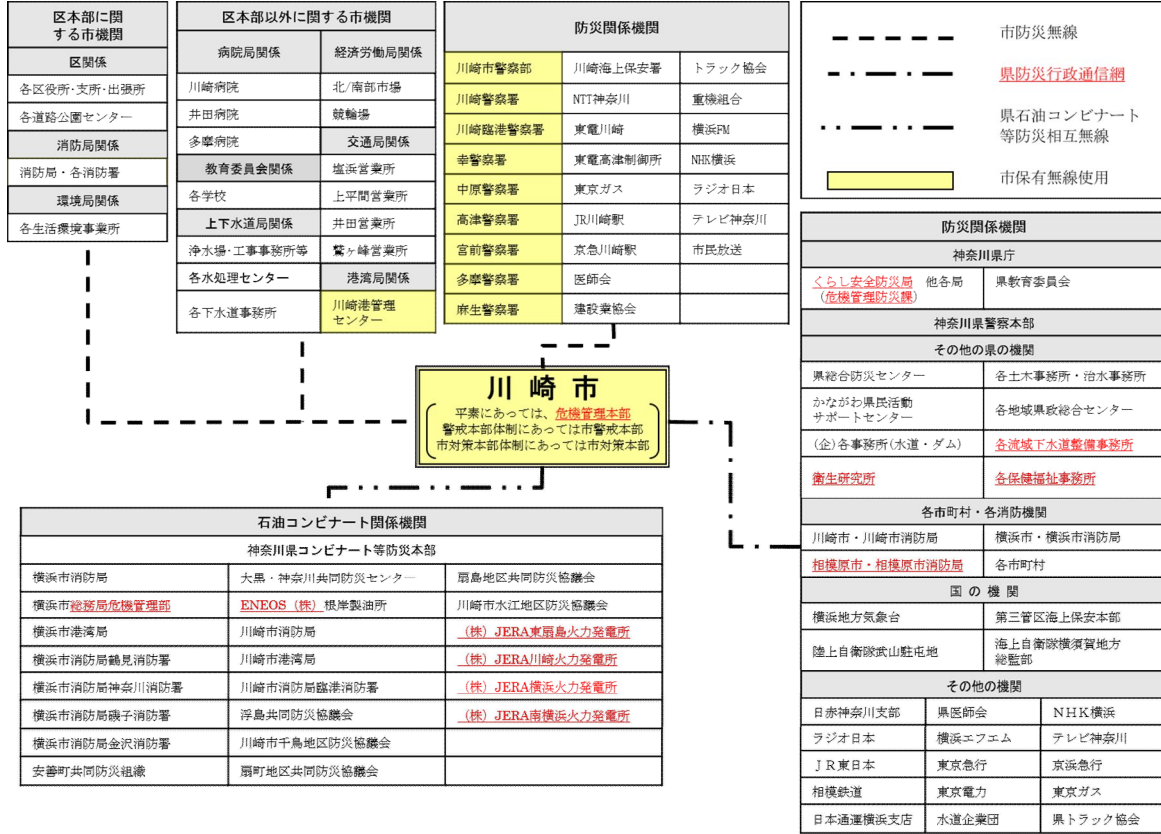 区本部に関
する市機関
区関係
各区役所・支所・出張所
各道路公園センター
消防局関係
消防局・各消防署
環境局関係
各生活環境事業所
区本部以外に関する市機関
病院局関係 経済労働局関係
川崎病院 北/南部市場
井田病院 競輪場
多摩病院 交通局関係
教育委員会関係 塩浜営業所
各学校 上平間営業所
上下水道局関係 井田営業所
浄水場・工事事務所等 鷲ヶ峰営業所
各水処理センター 港湾局関係
各下水道事務所 川崎港管理
センター
防災関係機関
川崎市警察部 川崎海上保安署 トラック協会
川崎警察署 NTT神奈川 重機組合
川崎臨港警察署 東電川崎 横浜FM
幸警察署 東電高津制御所 NHK横浜
中原警察署 東京ガス ラジオ日本
高津警察署 JR川崎駅 テレビ神奈川
宮前警察署 京急川崎駅 市民放送
多摩警察署 医師会
麻生警察署 建設業協会
市防災無線
県防災行政通信網
県石油コンビナート
等防災相互無線
市保有無線使用
川崎市
平素にあっては、危機管理本部
警戒本部体制にあっては市警戒本部
市対策本部体制にあっては市対策本部
防災関係機関
神奈川県庁
くらし安全防災局 他各局 県教育委員会
(危機管理防災課)
神奈川県警察本部
その他の県の機関
県総合防災センター 各土木事務所・治水事務所
かながわ県民活動
サポートセンター 各地域県政総合センター
(企)各事務所(水道・ダム) 各流域下水道整備事務所
衛生研究所 各保健福祉事務所
各市町村・各消防機関
川崎市・川崎市消防局 横浜市・横浜市消防局
相模原市・相模原市消防局 各市町村
国の機関
横浜地方気象台 第三管区海上保安本部
陸上自衛隊武山駐屯地 海上自衛隊横須賀地方
総監部
その他の機関
日赤神奈川支部 県医師会 NHK横浜
ラジオ日本 横浜エフエム テレビ神奈川
JR東日本 東京急行 京浜急行
相模鉄道 東京電力 東京ガス
日本通運横浜支店 水道企業団 県トラック協会
石油コンビナート関係機関
神奈川県コンビナート等防災本部
横浜市消防局 大黒・神奈川共同防災センター 扇島地区共同防災協議会
横浜市総務局危機管理部 ENEOS(株)根岸製油所 川崎市水江地区防災協議会
横浜市港湾局 川崎市消防局 (株)JERA東扇島火力発電所
横浜市消防局鶴見消防署 川崎市港湾局 (株)JERA川崎火力発電所
横浜市消防局神奈川消防署 川崎市消防局臨港消防署 (株)JERA横浜火力発電所
横浜市消防局磯子消防署 浮島共同防災協議会 (株)JERA南横浜火力発電所
横浜市消防局金沢消防署 川崎市千鳥地区防災協議会
安善町共同防災組織 扇町地区共同防災協議会